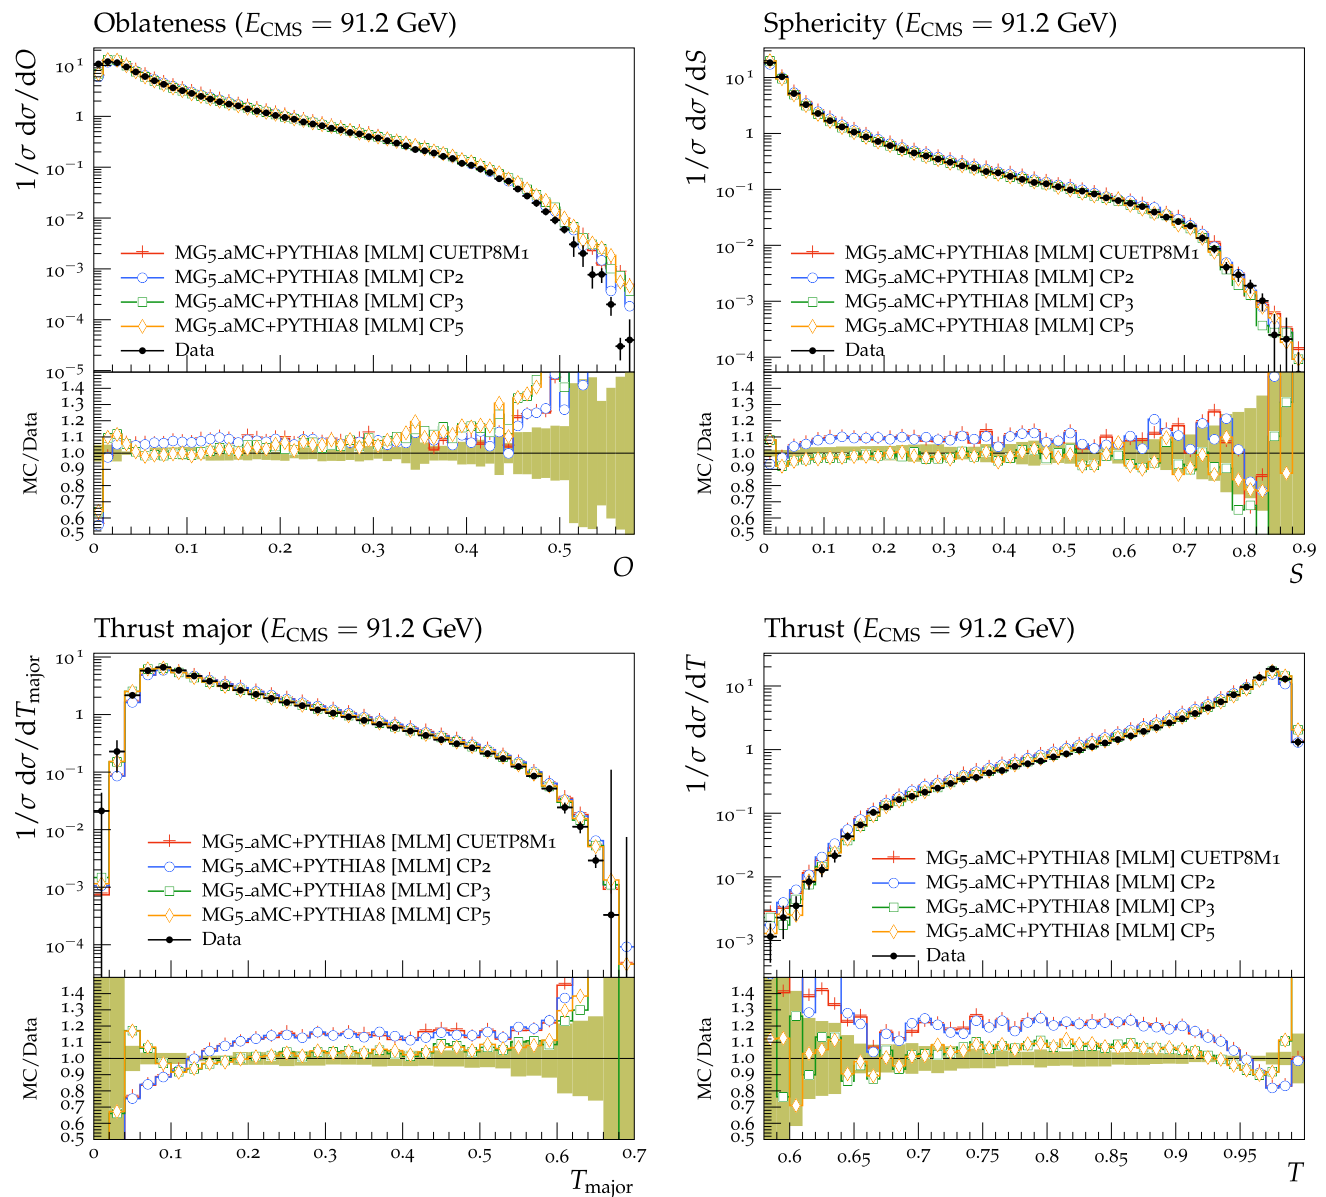 Oblateness (E_CMS = 91.2 GeV)
1/σ dσ/dO
10¹
1
10⁻¹
10⁻²
10⁻³
10⁻⁴
10⁻⁵
MG5_aMC+PYTHIA8 [MLM] CUETP8M1
MG5_aMC+PYTHIA8 [MLM] CP2
MG5_aMC+PYTHIA8 [MLM] CP3
MG5_aMC+PYTHIA8 [MLM] CP5
Data
MC/Data
1.4
1.3
1.2
1.1
1.0
0.9
0.8
0.7
0.6
0.5
0 0.1 0.2 0.3 0.4 0.5
O
Sphericity (E_CMS = 91.2 GeV)
1/σ dσ/dS
10¹
1
10⁻¹
10⁻²
10⁻³
10⁻⁴
MG5_aMC+PYTHIA8 [MLM] CUETP8M1
MG5_aMC+PYTHIA8 [MLM] CP2
MG5_aMC+PYTHIA8 [MLM] CP3
MG5_aMC+PYTHIA8 [MLM] CP5
Data
MC/Data
1.4
1.3
1.2
1.1
1.0
0.9
0.8
0.7
0.6
0.5
0 0.1 0.2 0.3 0.4 0.5 0.6 0.7 0.8 0.9
S
Thrust major (E_CMS = 91.2 GeV)
1/σ dσ/dT_major
10¹
1
10⁻¹
10⁻²
10⁻³
10⁻⁴
MG5_aMC+PYTHIA8 [MLM] CUETP8M1
MG5_aMC+PYTHIA8 [MLM] CP2
MG5_aMC+PYTHIA8 [MLM] CP3
MG5_aMC+PYTHIA8 [MLM] CP5
Data
MC/Data
1.4
1.3
1.2
1.1
1.0
0.9
0.8
0.7
0.6
0.5
0 0.1 0.2 0.3 0.4 0.5 0.6 0.7
T_major
Thrust (E_CMS = 91.2 GeV)
1/σ dσ/dT
10¹
1
10⁻¹
10⁻²
10⁻³
MG5_aMC+PYTHIA8 [MLM] CUETP8M1
MG5_aMC+PYTHIA8 [MLM] CP2
MG5_aMC+PYTHIA8 [MLM] CP3
MG5_aMC+PYTHIA8 [MLM] CP5
Data
MC/Data
1.4
1.3
1.2
1.1
1.0
0.9
0.8
0.7
0.6
0.5
0.6 0.65 0.7 0.75 0.8 0.85 0.9 0.95
T